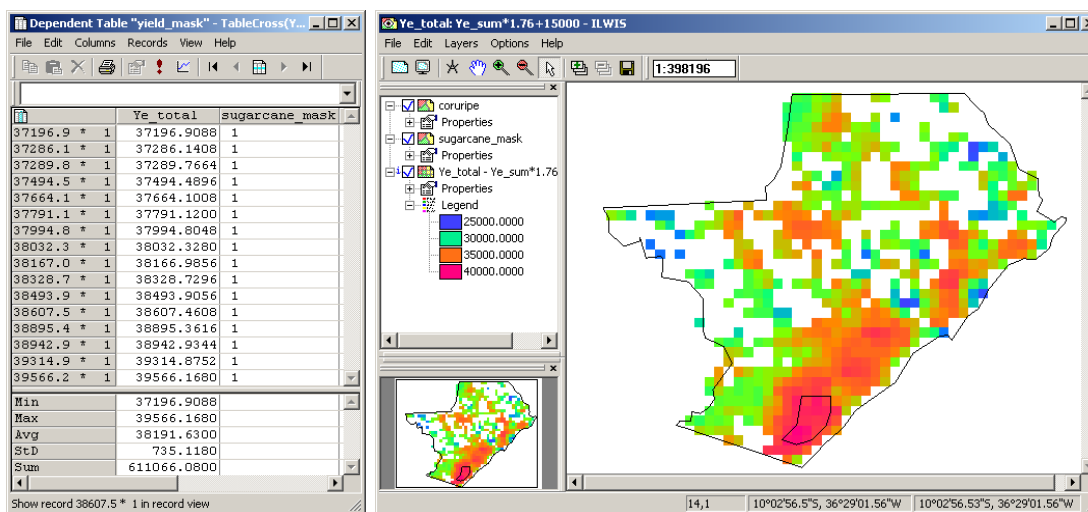 Dependent Table "yield_mask" - TableCross(Y...
File Edit Columns Records View Help
Ye_total sugarcane_mask
37196.9 * 1 37196.9088 1
37286.1 * 1 37286.1408 1
37289.8 * 1 37289.7664 1
37494.5 * 1 37494.4896 1
37664.1 * 1 37664.1008 1
37791.1 * 1 37791.1200 1
37994.8 * 1 37994.8048 1
38032.3 * 1 38032.3280 1
38167.0 * 1 38166.9856 1
38328.7 * 1 38328.7296 1
38493.9 * 1 38493.9056 1
38607.5 * 1 38607.4608 1
38895.4 * 1 38895.3616 1
38942.9 * 1 38942.9344 1
39314.9 * 1 39314.8752 1
39566.2 * 1 39566.1680 1
Min 37196.9088
Max 39566.1680
Avg 38191.6300
StD 735.1180
Sum 611066.0800
Show record 38607.5 * 1 in record view
Ye_total: Ye_sum*1.76+15000 - ILWIS
File Edit Layers Options Help
1:398196
coruripe
Properties
sugarcane_mask
Properties
Ye_total - Ye_sum*1.76
Properties
Legend
25000.0000
30000.0000
35000.0000
40000.0000
14,1
10°02'56.5"S, 36°29'01.56"W
10°02'56.53"S, 36°29'01.56"W